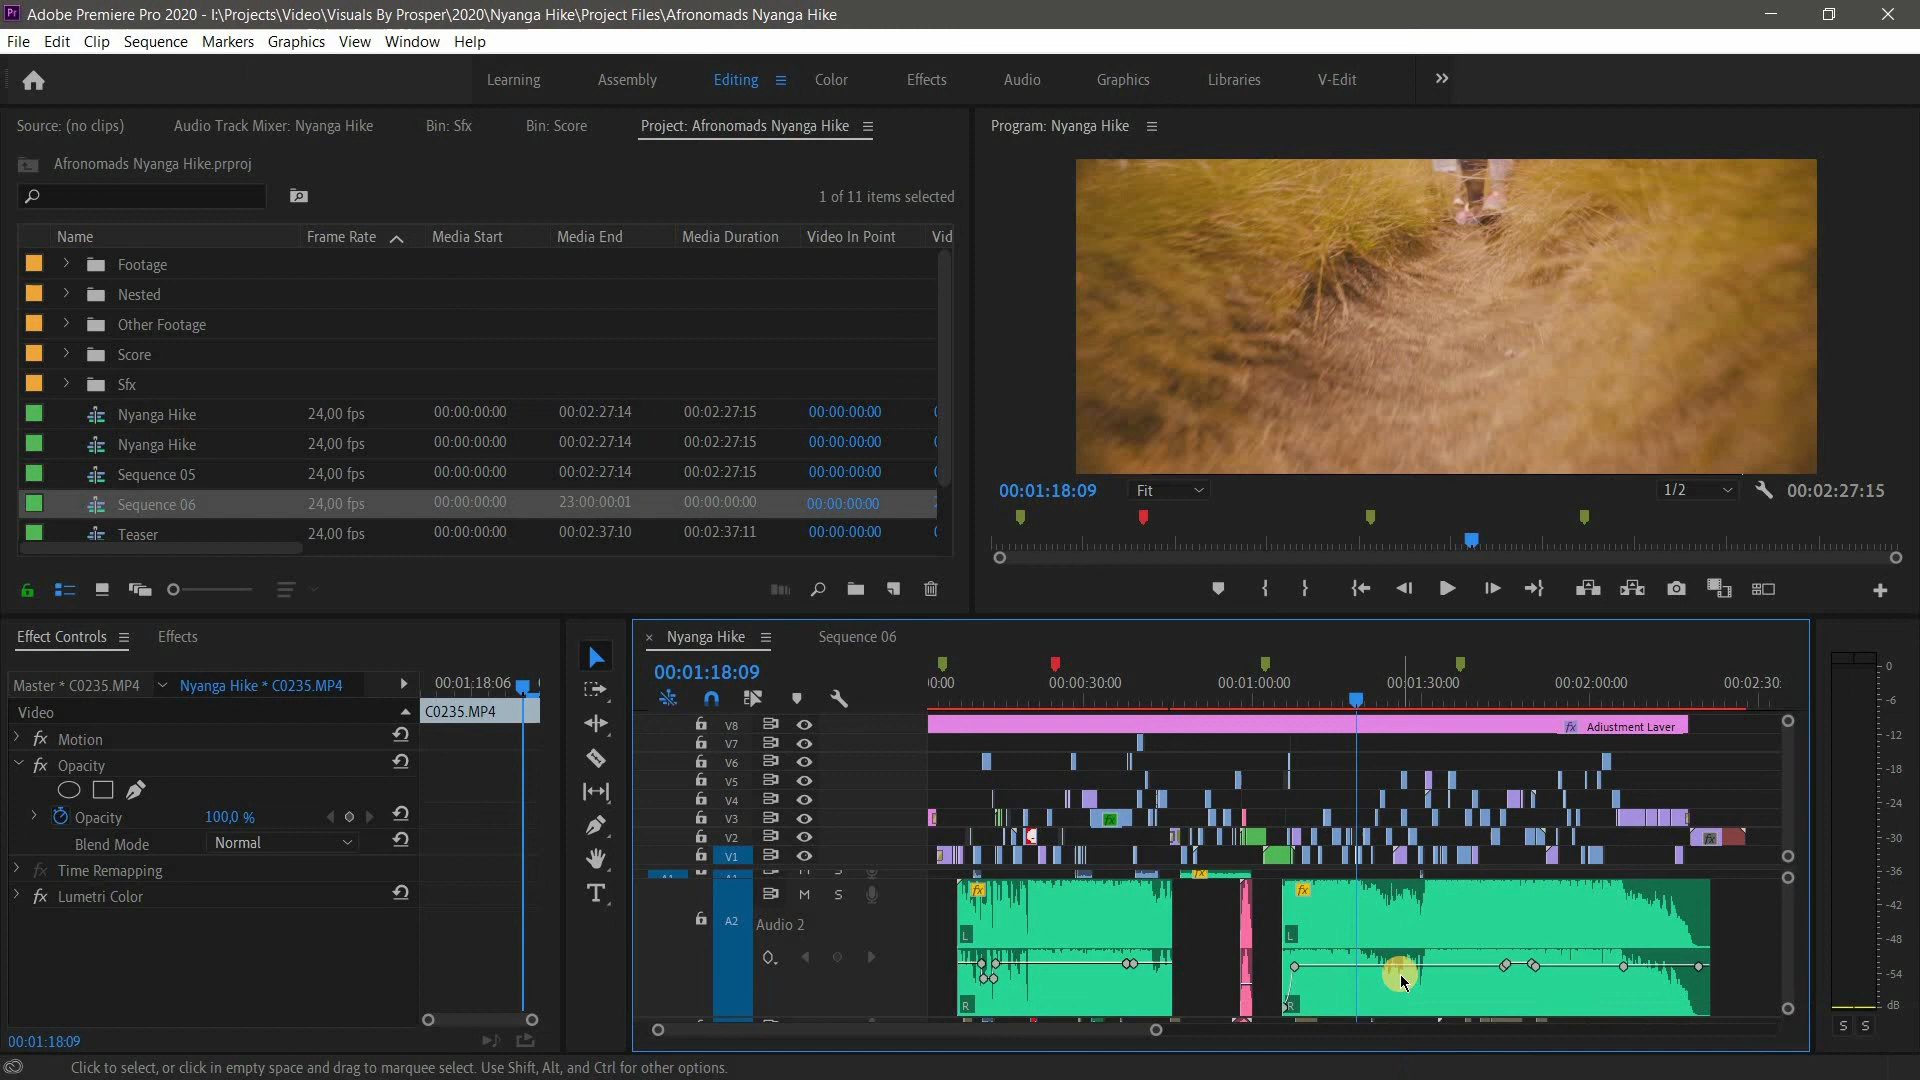 Pr Adobe Premiere Pro 2020 - I:\Projects\Video\Visuals By Prosper\2020\Nyanga Hike\Project Files\Afronomads Nyanga Hike
File Edit Clip Sequence Markers Graphics View Window Help
Learning Assembly Editing Color Effects Audio Graphics Libraries V-Edit
Source: (no clips) Audio Track Mixer: Nyanga Hike Bin: Sfx Bin: Score Project: Afronomads Nyanga Hike Program: Nyanga Hike
Afronomads Nyanga Hike.prproj
1 of 11 items selected
Name Frame Rate Media Start Media End Media Duration Video In Point Vid
Footage
Nested
Other Footage
Score
Sfx
Nyanga Hike 24,00 fps 00:00:00:00 00:02:27:14 00:02:27:15 00:00:00:00
Nyanga Hike 24,00 fps 00:00:00:00 00:02:27:14 00:02:27:15 00:00:00:00
Sequence 05 24,00 fps 00:00:00:00 00:02:27:14 00:02:27:15 00:00:00:00
Sequence 06 24,00 fps 00:00:00:00 23:00:00:01 00:00:00:00 00:00:00:00
Teaser 24,00 fps 00:00:00:00 00:02:37:10 00:02:37:11 00:00:00:00
00:01:18:09 Fit 1/2 00:02:27:15
Effect Controls Effects
Master * C0235.MP4 Nyanga Hike * C0235.MP4 00:01:18:06
Video C0235.MP4
fx Motion
fx Opacity
Opacity 100,0 %
Blend Mode Normal
fx Time Remapping
fx Lumetri Color
00:01:18:09
× Nyanga Hike Sequence 06
00:01:18:09
:00:00 00:00:30:00 00:01:00:00 00:01:30:00 00:02:00:00 00:02:30:
V8 fx Adjustment Layer
V7
V6
V5
V4
V3 fx
V2 fx
V1
A1 M S fx
M S fx fx
A2 Audio 2 L L
R R
0
-6
-12
-18
-24
-30
-36
-42
-48
-54
dB
S S
Click to select, or click in empty space and drag to marquee select. Use Shift, Alt, and Ctrl for other options.